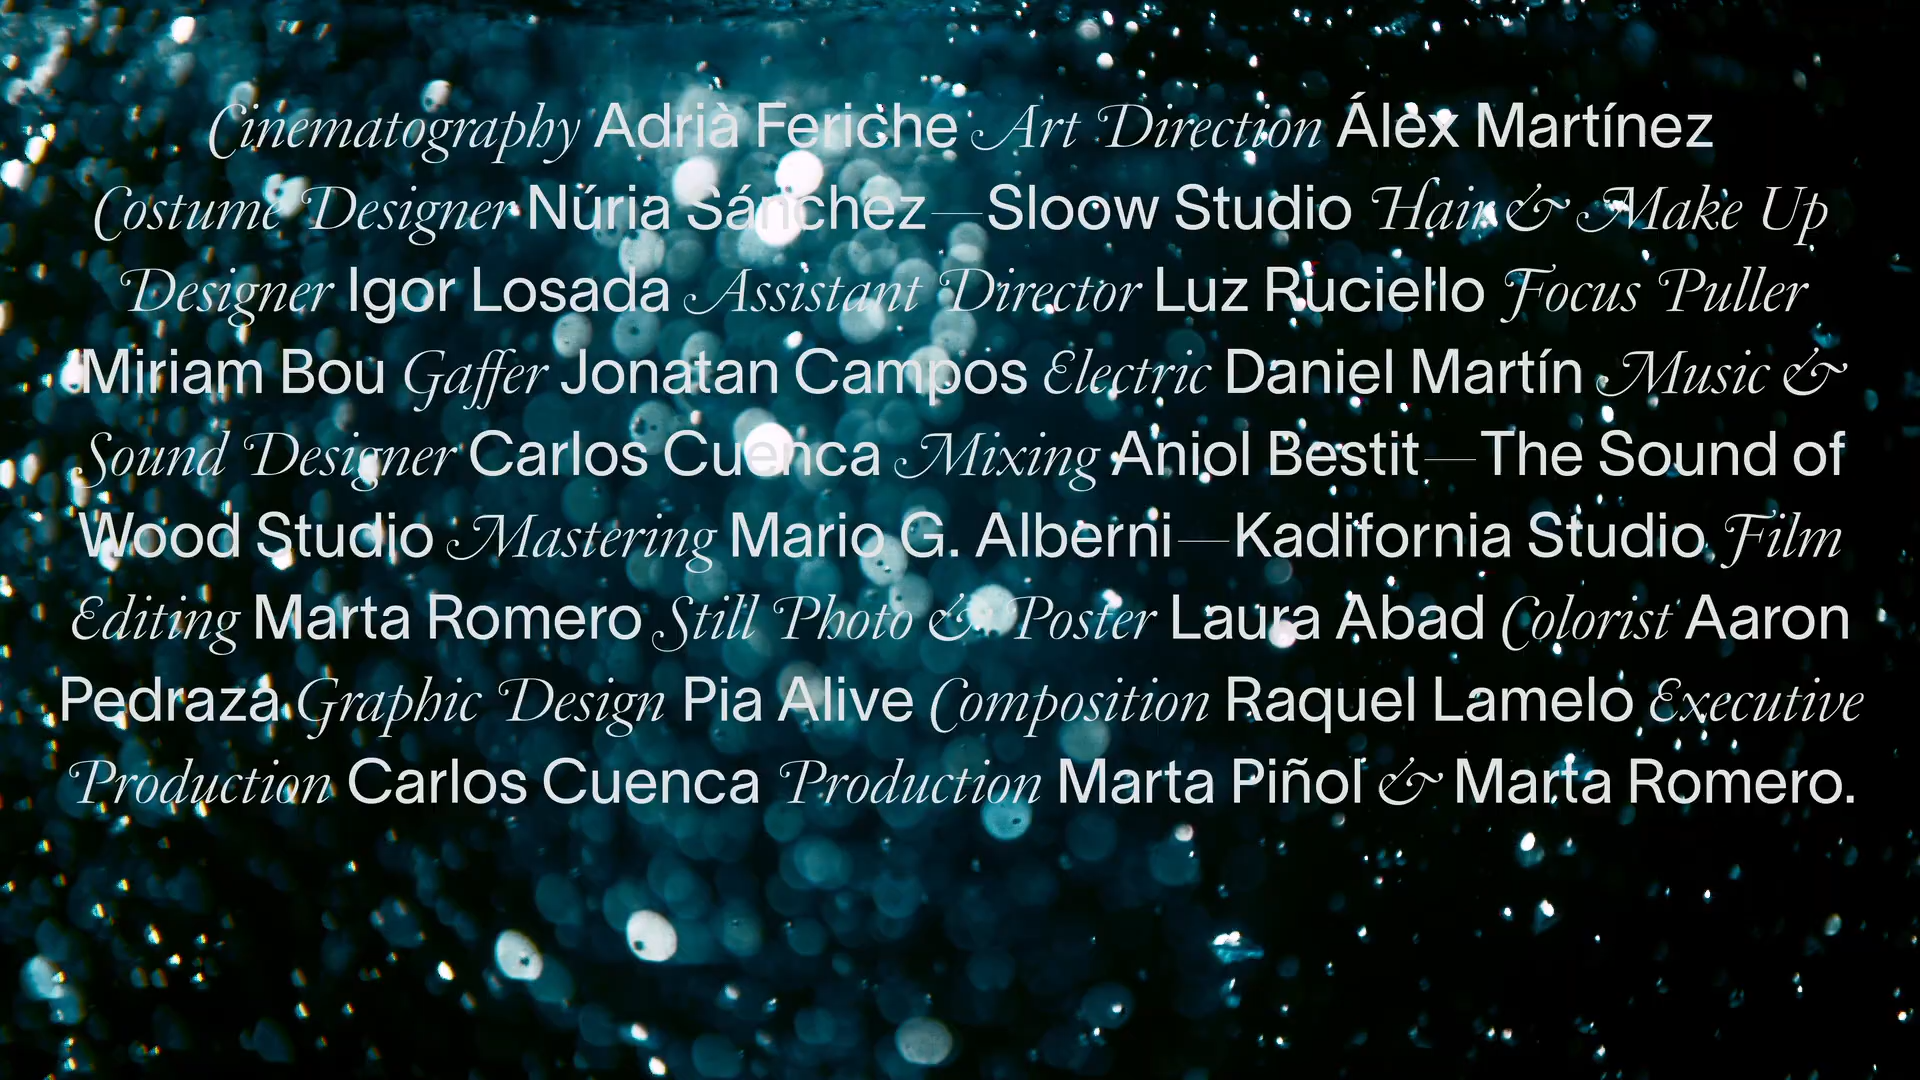 Cinematography Adrià Feriche Art Direction Álex Martínez
Costume Designer Núria Sánchez—Sloow Studio Hair & Make Up
Designer Igor Losada Assistant Director Luz Ruciello Focus Puller
Miriam Bou Gaffer Jonatan Campos Electric Daniel Martín Music &
Sound Designer Carlos Cuenca Mixing Aniol Bestit—The Sound of
Wood Studio Mastering Mario G. Alberni—Kadifornia Studio Film
Editing Marta Romero Still Photo & Poster Laura Abad Colorist Aaron
Pedraza Graphic Design Pia Alive Composition Raquel Lamelo Executive
Production Carlos Cuenca Production Marta Piñol & Marta Romero.